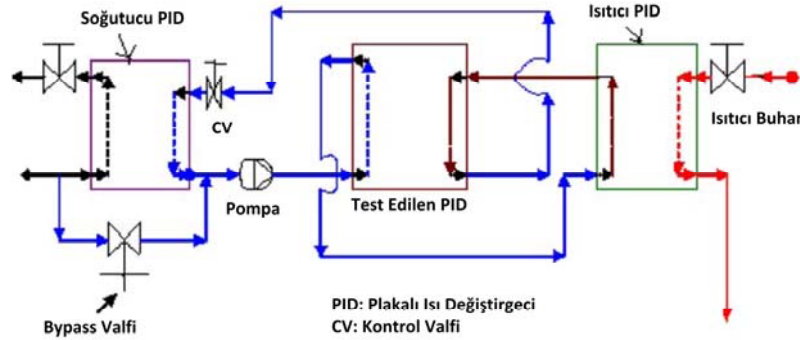 Soğutucu PID
Isıtıcı PID
CV
Isıtıcı Buhar
Pompa
Test Edilen PID
Bypass Valfi
PID: Plakalı Isı Değiştirgeci
CV: Kontrol Valfi